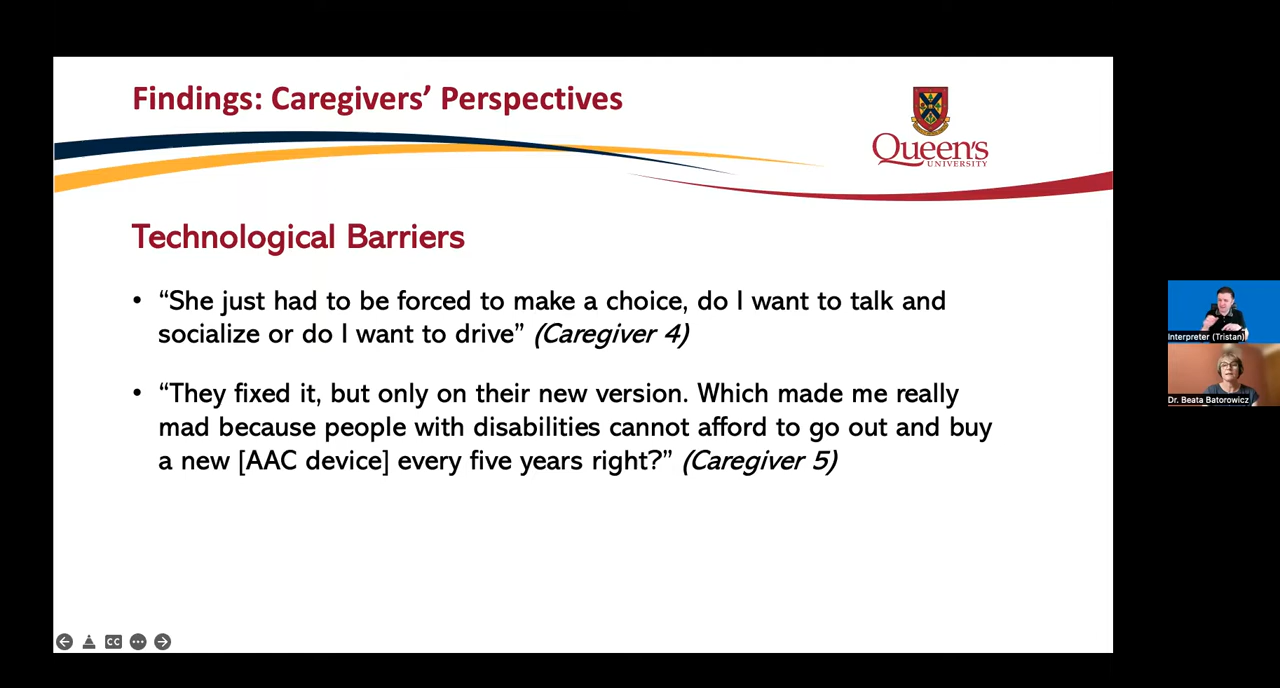 Findings: Caregivers’ Perspectives
Queen's
UNIVERSITY
Technological Barriers
• “She just had to be forced to make a choice, do I want to talk and
socialize or do I want to drive” (Caregiver 4)
• “They fixed it, but only on their new version. Which made me really
mad because people with disabilities cannot afford to go out and buy
a new [AAC device] every five years right?” (Caregiver 5)
Interpreter (Tristan)
Dr. Beata Batorowicz
CC